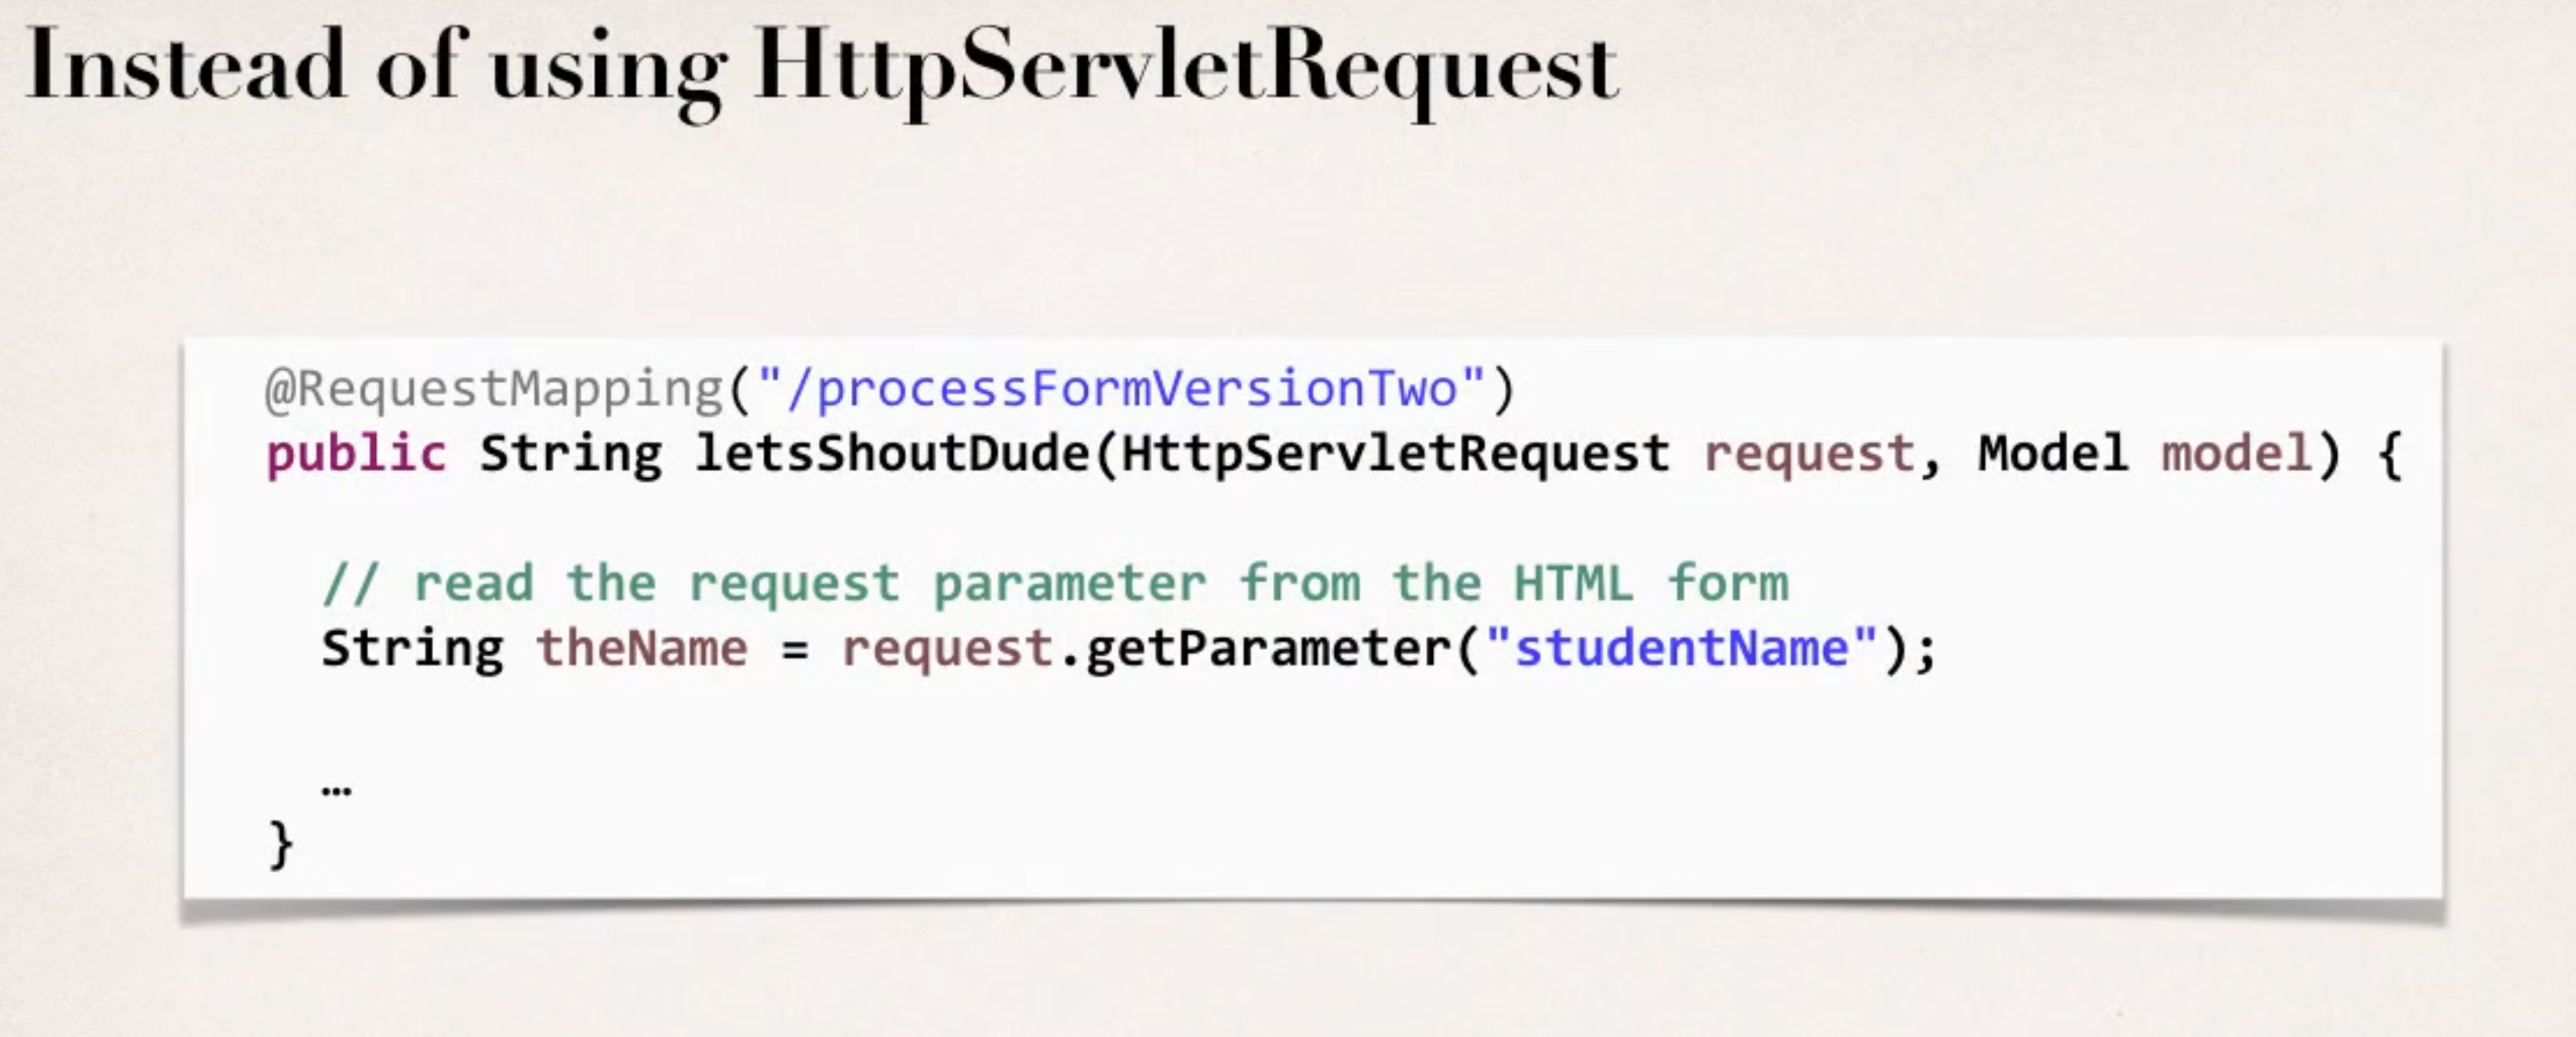 Instead of using HttpServletRequest
@RequestMapping("/processFormVersionTwo")
public String letsShoutDude(HttpServletRequest request, Model model) {
// read the request parameter from the HTML form
String theName = request.getParameter("studentName");
…
}